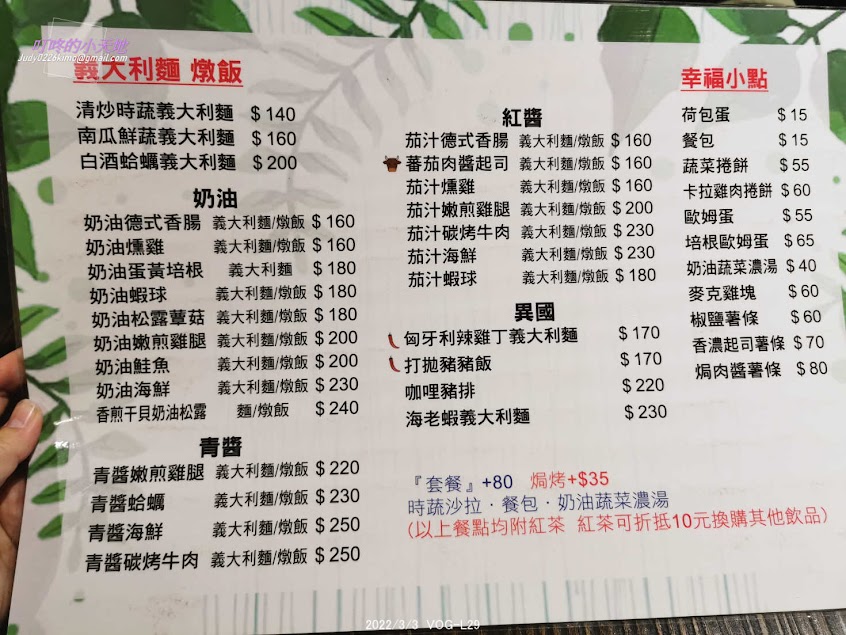 叮咚的小天地
Judy0226kimo@gmail.com
義大利麵 燉飯
清炒時蔬義大利麵 $140
南瓜鮮蔬義大利麵 $160
白酒蛤蠣義大利麵 $200
奶油
奶油德式香腸 義大利麵/燉飯 $160
奶油燻雞 義大利麵/燉飯 $160
奶油蛋黃培根 義大利麵 $180
奶油蝦球 義大利麵/燉飯 $180
奶油松露蕈菇 義大利麵/燉飯 $180
奶油嫩煎雞腿 義大利麵/燉飯 $200
奶油鮭魚 義大利麵/燉飯 $200
奶油海鮮 義大利麵/燉飯 $230
香煎干貝奶油松露 麵/燉飯 $240
青醬
青醬嫩煎雞腿 義大利麵/燉飯 $220
青醬蛤蠣 義大利麵/燉飯 $230
青醬海鮮 義大利麵/燉飯 $250
青醬碳烤牛肉 義大利麵/燉飯 $250
紅醬
茄汁德式香腸 義大利麵/燉飯 $160
蕃茄肉醬起司 義大利麵/燉飯 $160
茄汁燻雞 義大利麵/燉飯 $160
茄汁嫩煎雞腿 義大利麵/燉飯 $200
茄汁碳烤牛肉 義大利麵/燉飯 $230
茄汁海鮮 義大利麵/燉飯 $230
茄汁蝦球 義大利麵/燉飯 $180
異國
匈牙利辣雞丁義大利麵 $170
打拋豬豬飯 $170
咖哩豬排 $220
海老蝦義大利麵 $230
『套餐』+80 焗烤+$35
時蔬沙拉．餐包．奶油蔬菜濃湯
(以上餐點均附紅茶 紅茶可折抵10元換購其他飲品)
幸福小點
荷包蛋 $15
餐包 $15
蔬菜捲餅 $55
卡拉雞肉捲餅 $60
歐姆蛋 $55
培根歐姆蛋 $65
奶油蔬菜濃湯 $40
麥克雞塊 $60
椒鹽薯條 $60
香濃起司薯條 $70
焗肉醬薯條 $80
2022/3/3 VOG-L29